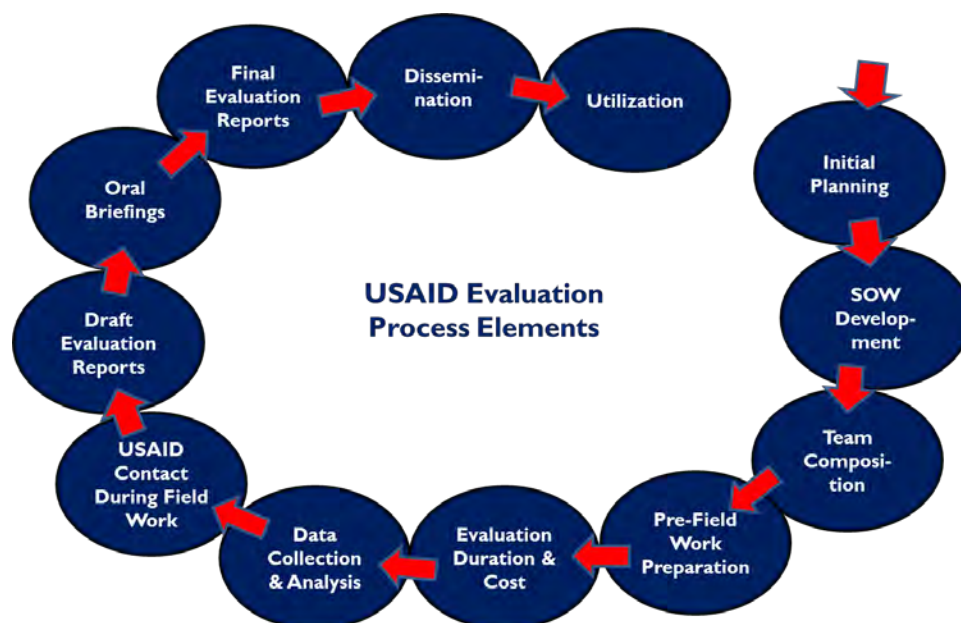 Initial
Planning
SOW
Develop-
ment
Team
Composi-
tion
Pre-Field
Work
Preparation
Evaluation
Duration &
Cost
Data
Collection
& Analysis
USAID
Contact
During Field
Work
Draft
Evaluation
Reports
Oral
Briefings
Final
Evaluation
Reports
Dissemi-
nation
Utilization
USAID Evaluation
Process Elements